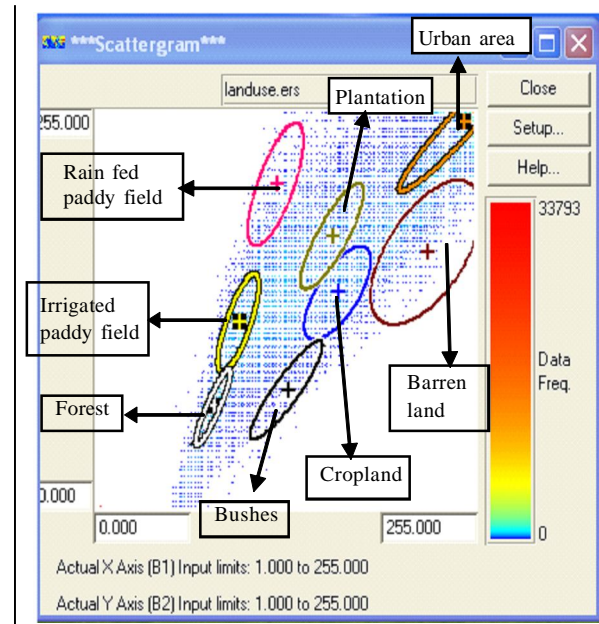 ***Scattergram***
Urban area
landuse.ers
Close
Plantation
255.000
Setup...
Help...
Rain fed
paddy field
33793
Irrigated
paddy field
Data
Freq.
Barren
land
Forest
Cropland
0.000
Bushes
0.000
255.000
0
Actual X Axis (B1) Input limits: 1.000 to 255.000
Actual Y Axis (B2) Input limits: 1.000 to 255.000